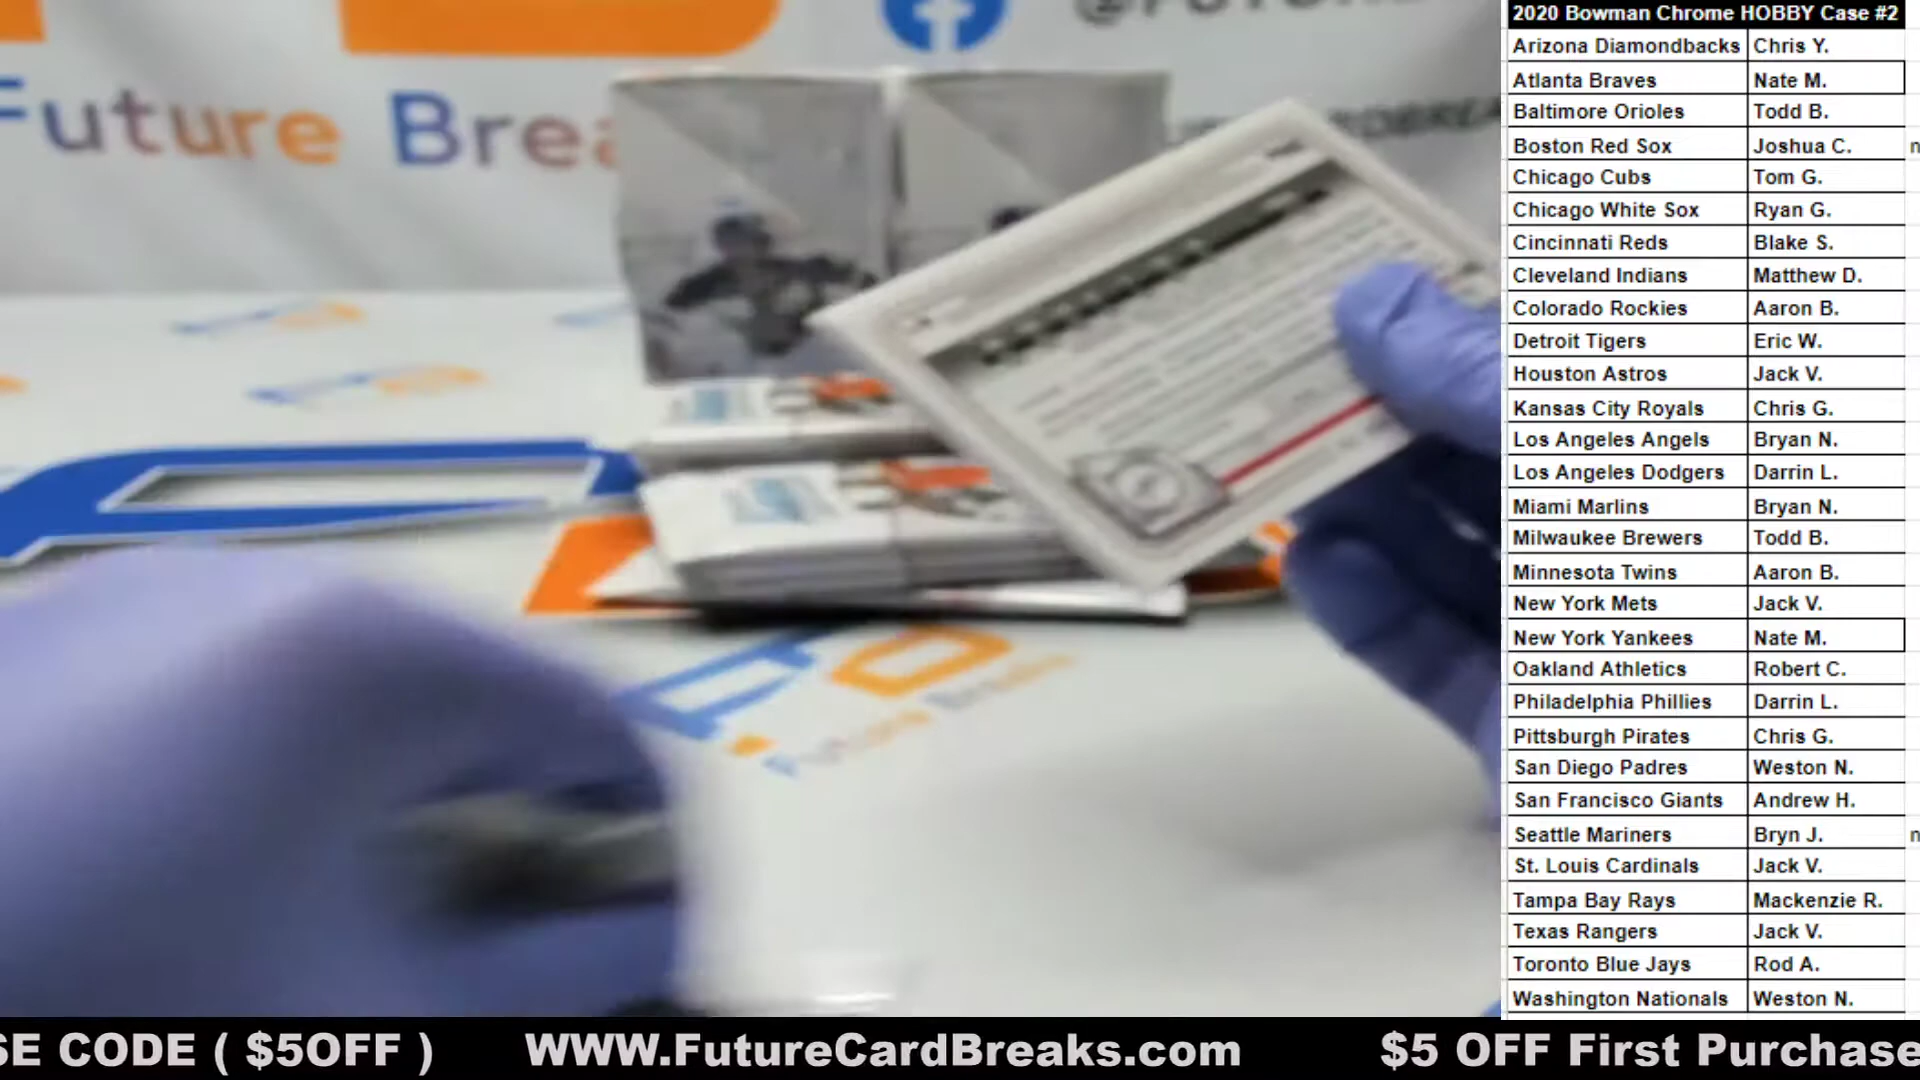 Future Brea
2020 Bowman Chrome HOBBY Case #2
Arizona Diamondbacks Chris Y.
Atlanta Braves Nate M.
Baltimore Orioles Todd B.
Boston Red Sox Joshua C.
Chicago Cubs Tom G.
Chicago White Sox Ryan G.
Cincinnati Reds Blake S.
Cleveland Indians Matthew D.
Colorado Rockies Aaron B.
Detroit Tigers Eric W.
Houston Astros Jack V.
Kansas City Royals Chris G.
Los Angeles Angels Bryan N.
Los Angeles Dodgers Darrin L.
Miami Marlins Bryan N.
Milwaukee Brewers Todd B.
Minnesota Twins Aaron B.
New York Mets Jack V.
New York Yankees Nate M.
Oakland Athletics Robert C.
Philadelphia Phillies Darrin L.
Pittsburgh Pirates Chris G.
San Diego Padres Weston N.
San Francisco Giants Andrew H.
Seattle Mariners Bryn J.
St. Louis Cardinals Jack V.
Tampa Bay Rays Mackenzie R.
Texas Rangers Jack V.
Toronto Blue Jays Rod A.
Washington Nationals Weston N.
SE CODE ( $5OFF ) WWW.FutureCardBreaks.com $5 OFF First Purchase